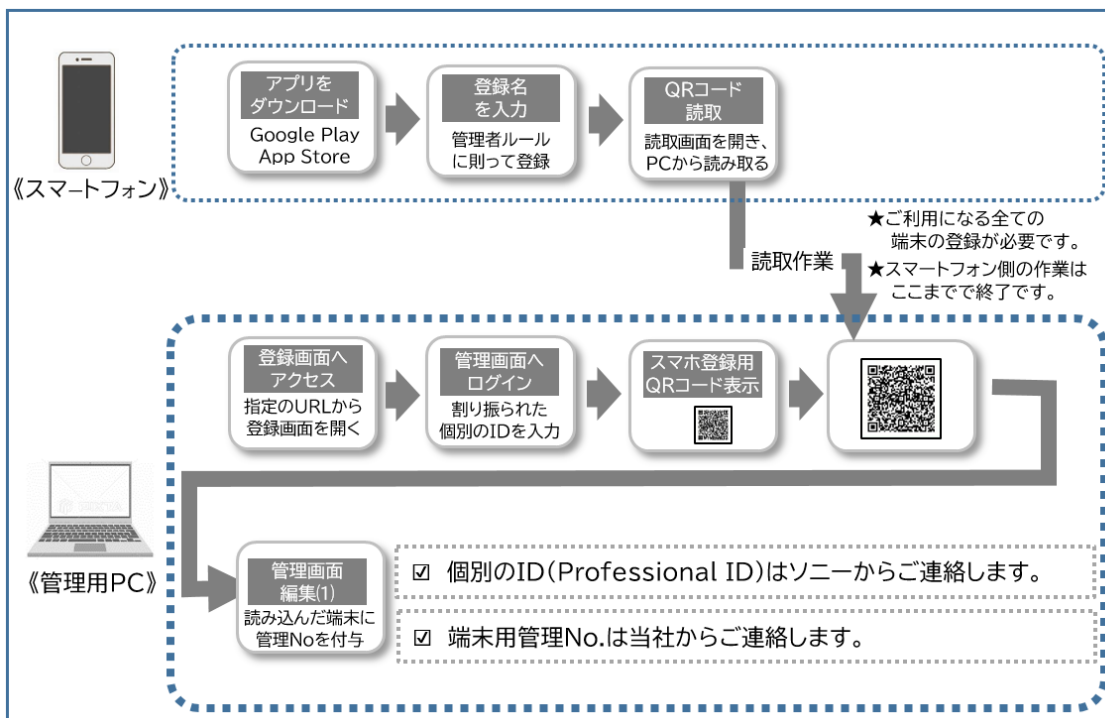 アプリを
ダウンロード
Google Play
App Store
登録名
を入力
管理者ルール
に則って登録
QRコード
読取
読取画面を開き、
PCから読み取る
《スマートフォン》
★ご利用になる全ての
端末の登録が必要です。
読取作業
★スマートフォン側の作業は
ここまでで終了です。
登録画面へ
アクセス
指定のURLから
登録画面を開く
管理画面へ
ログイン
割り振られた
個別のIDを入力
スマホ登録用
QRコード表示
《管理用PC》
管理画面
編集⑴
読み込んだ端末に
管理Noを付与
☑ 個別のID(Professional ID)はソニーからご連絡します。
☑ 端末用管理No.は当社からご連絡します。